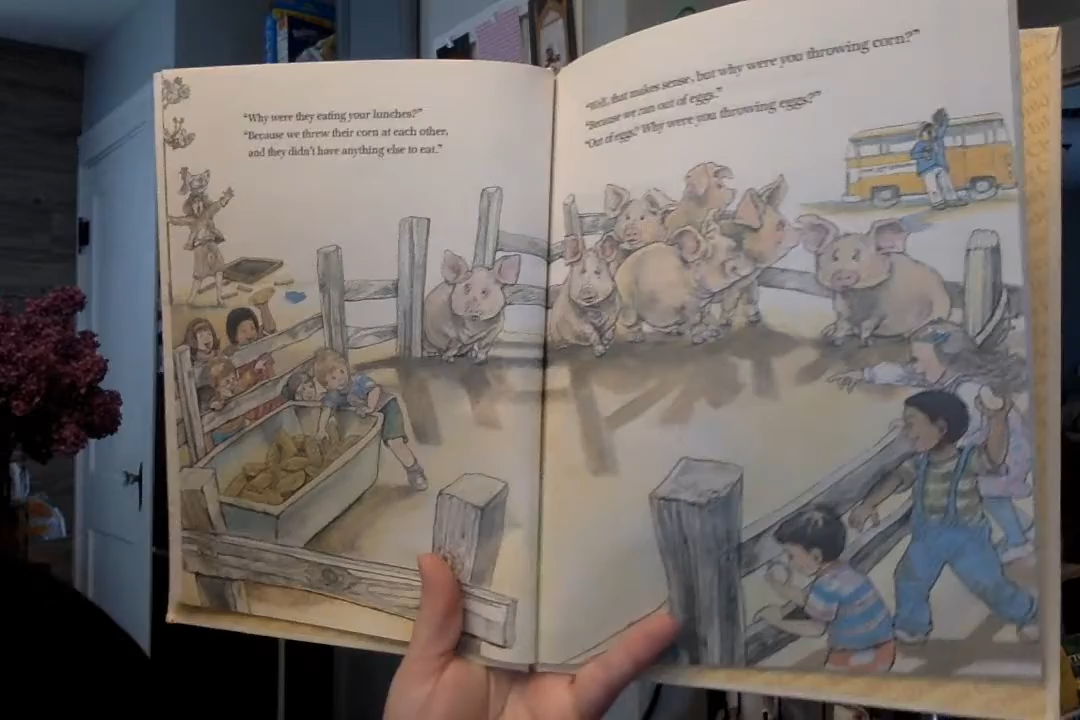 "Why were they eating your lunches?"
"Because we threw their corn at each other,
and they didn't have anything else to eat."
"Well, that makes sense, but why were you throwing corn?"
"Because we ran out of eggs."
"Out of eggs? Why were you throwing eggs?"